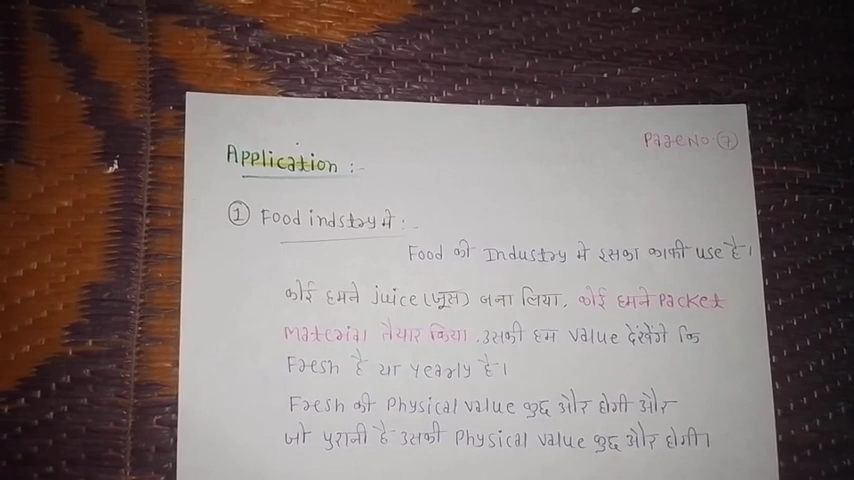 Page No. 7
Application :-
1 Food indstry मे :-
Food की Industry मे इसका काफी use है।
कोई हमने juice (जूस) बना लिया, कोई हमने Packet
Material तैयार किया, उसकी हम value देखेंगे कि
Fresh है या yearly है।
Fresh की Physical value कुछ और होगी और
जो पुरानी है उसकी Physical value कुछ और होगी।